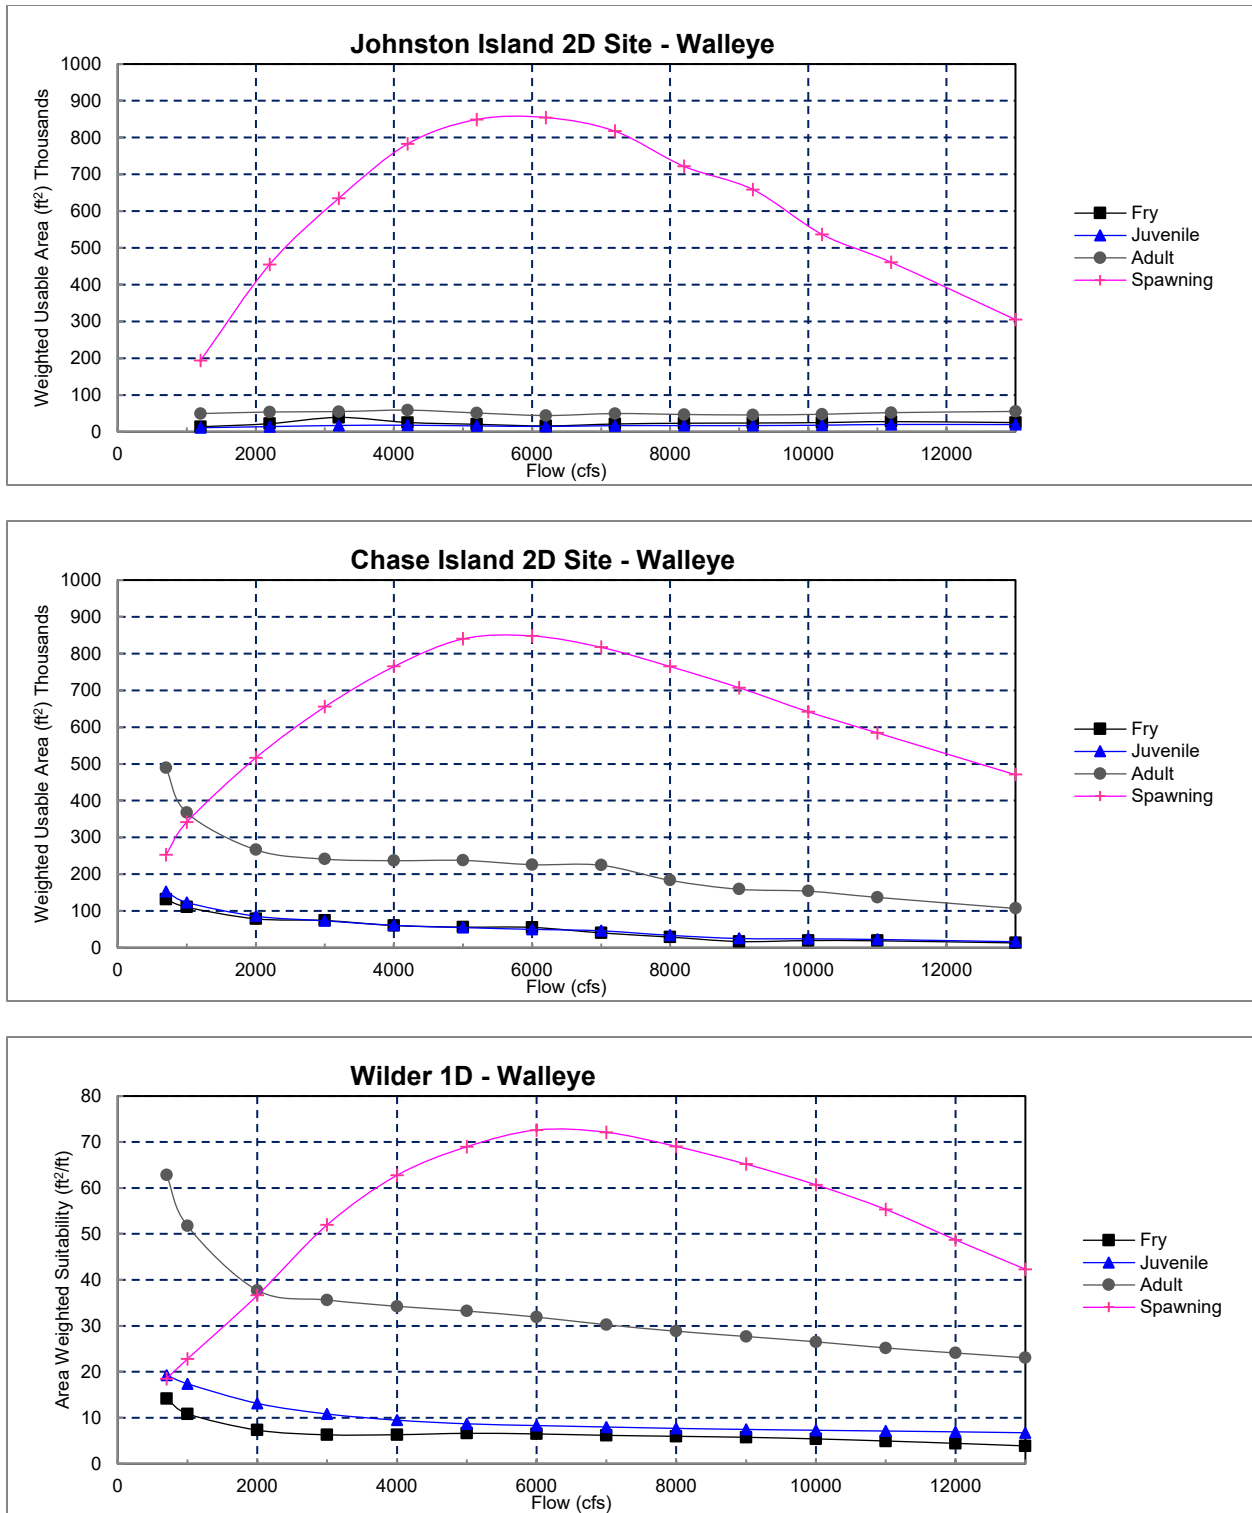 Johnston Island 2D Site - Walleye
Weighted Usable Area (ft²) Thousands
1000
900
800
700
600
500
400
300
200
100
0
0 2000 4000 6000 8000 10000 12000
Flow (cfs)
Fry
Juvenile
Adult
Spawning
Chase Island 2D Site - Walleye
Weighted Usable Area (ft²) Thousands
1000
900
800
700
600
500
400
300
200
100
0
0 2000 4000 6000 8000 10000 12000
Flow (cfs)
Fry
Juvenile
Adult
Spawning
Wilder 1D - Walleye
Area Weighted Suitability (ft²/ft)
80
70
60
50
40
30
20
10
0
0 2000 4000 6000 8000 10000 12000
Flow (cfs)
Fry
Juvenile
Adult
Spawning